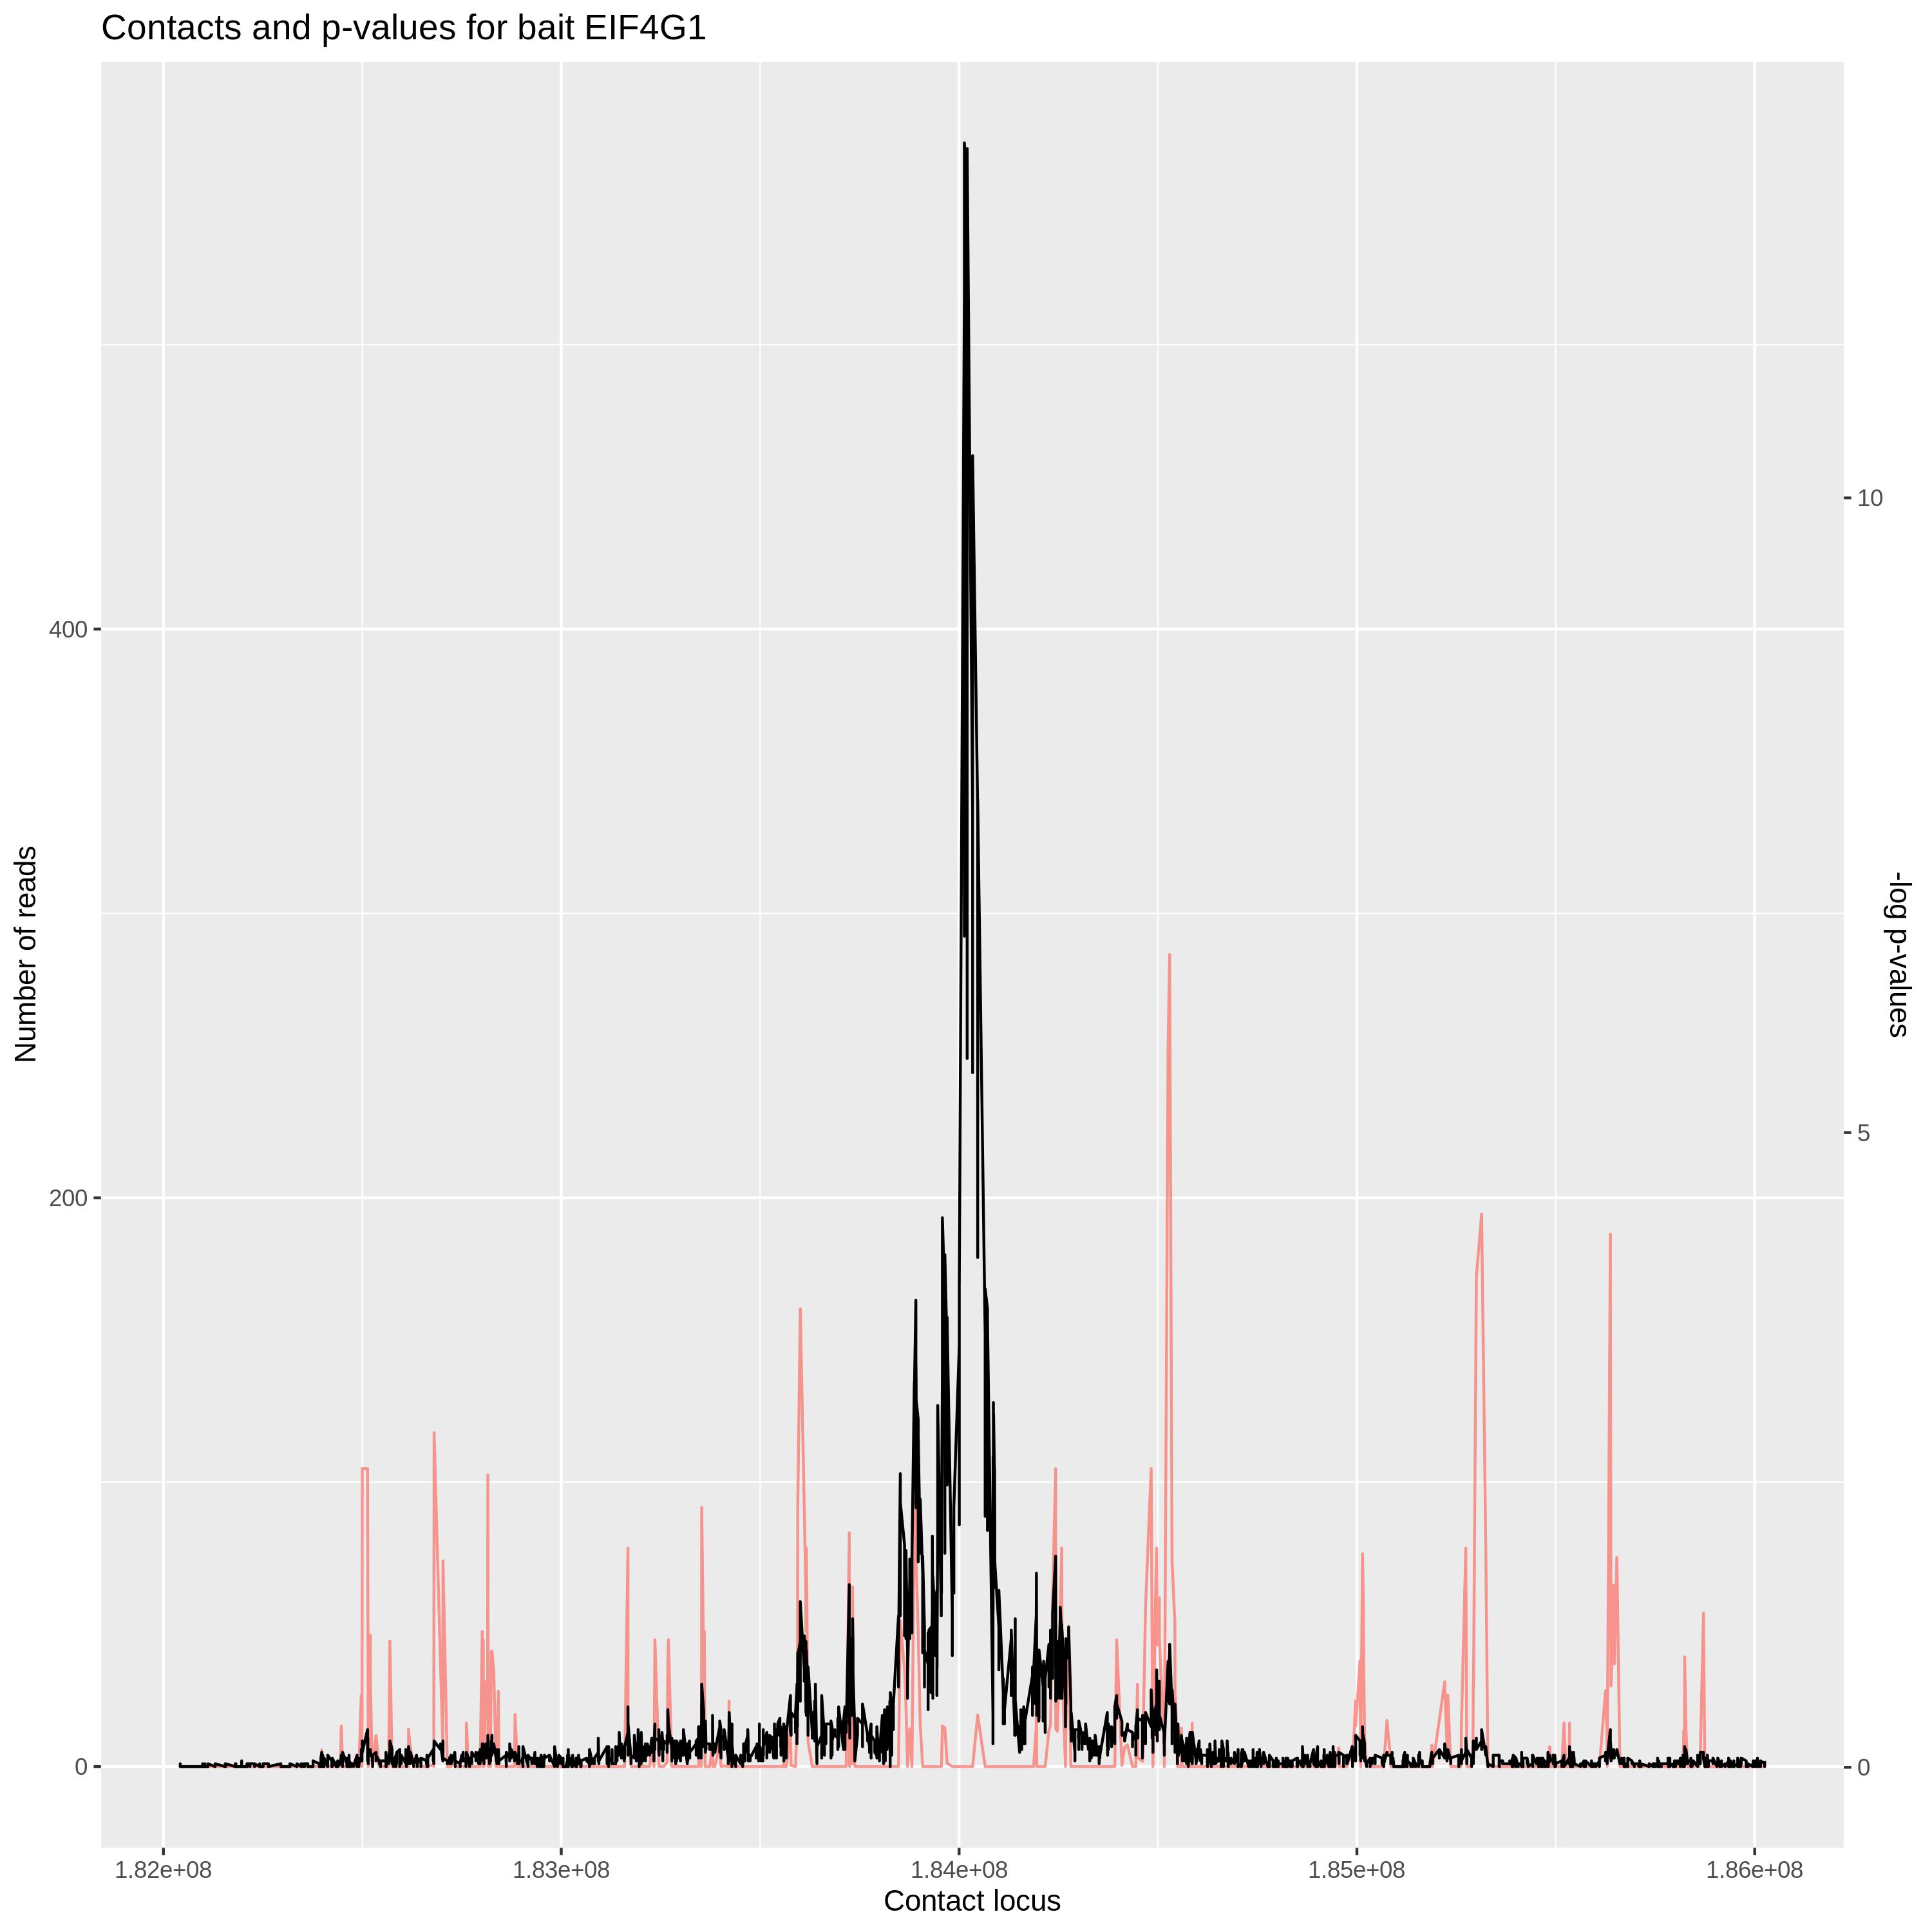 Contacts and p-values for bait EIF4G1
Number of reads
400
200
0
10
5
0
-log p-values
1.82e+08
1.83e+08
1.84e+08
1.85e+08
1.86e+08
Contact locus